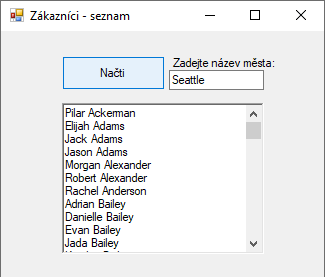 Zákazníci - seznam
Načti
Zadejte název města:
Seattle
Pilar Ackerman
Elijah Adams
Jack Adams
Jason Adams
Morgan Alexander
Robert Alexander
Rachel Anderson
Adrian Bailey
Danielle Bailey
Evan Bailey
Jada Bailey